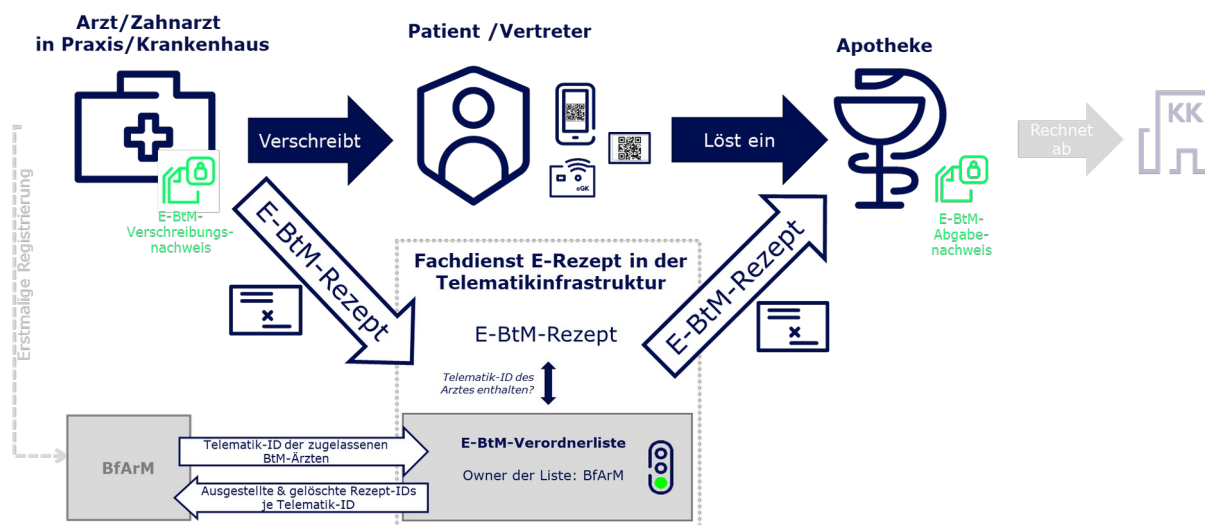 Arzt/Zahnarzt
in Praxis/Krankenhaus
Patient /Vertreter
Apotheke
Verschreibt
Löst ein
Rechnet
ab
KK
eGK
E-BtM-
Verschreibungs-
nachweis
E-BtM-
Abgabe-
nachweis
Erstmalige Registrierung
E-BtM-Rezept
Fachdienst E-Rezept in der
Telematikinfrastruktur
E-BtM-Rezept
E-BtM-Rezept
Telematik-ID des
Arztes enthalten?
BfArM
Telematik-ID der zugelassenen
BtM-Ärzten
Ausgestellte & gelöschte Rezept-IDs
je Telematik-ID
E-BtM-Verordnerliste
Owner der Liste: BfArM